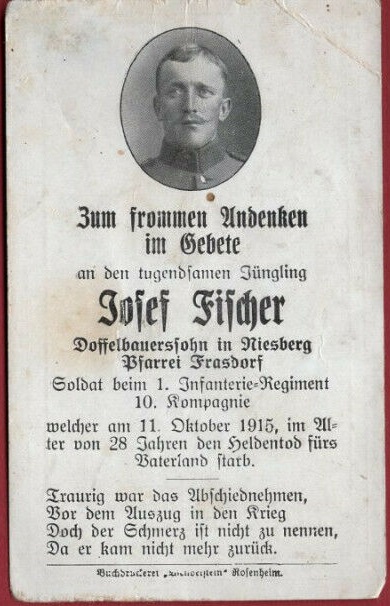 Zum frommen Andenken
im Gebete
an den tugendsamen Jüngling
Josef Fischer
Doffelbauerssohn in Niesberg
Pfarrei Frasdorf
Soldat beim 1. Infanterie-Regiment
10. Kompagnie
welcher am 11. Oktober 1915, im Al-
ter von 28 Jahren den Heldentod fürs
Vaterland starb.
Traurig war das Abschiednehmen,
Vor dem Auszug in den Krieg
Doch der Schmerz ist nicht zu nennen,
Da er kam nicht mehr zurück.
Buchdruckerei Rosenheim.